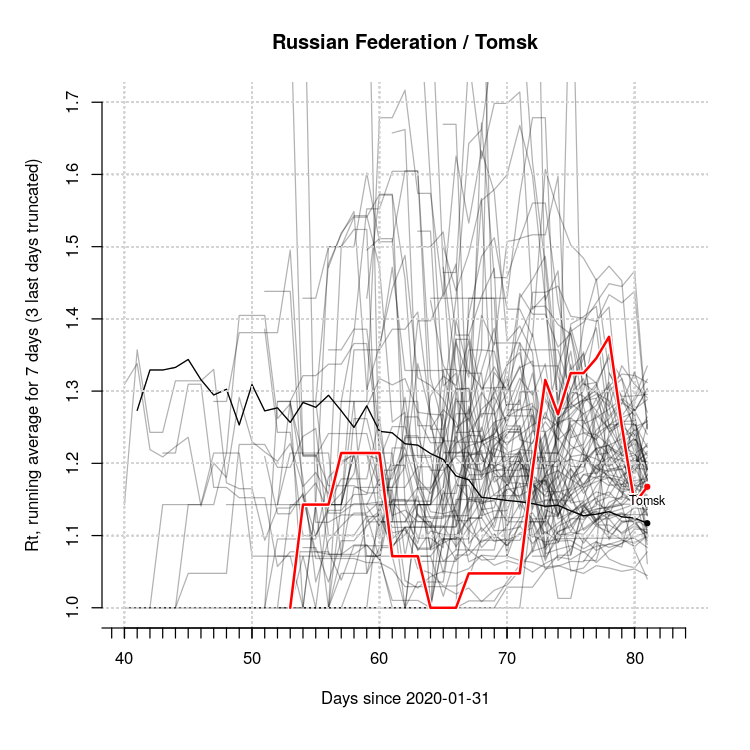 Russian Federation / Tomsk
Rt, running average for 7 days (3 last days truncated)
1.7
1.6
1.5
1.4
1.3
1.2
1.1
1.0
Tomsk
40 50 60 70 80
Days since 2020-01-31